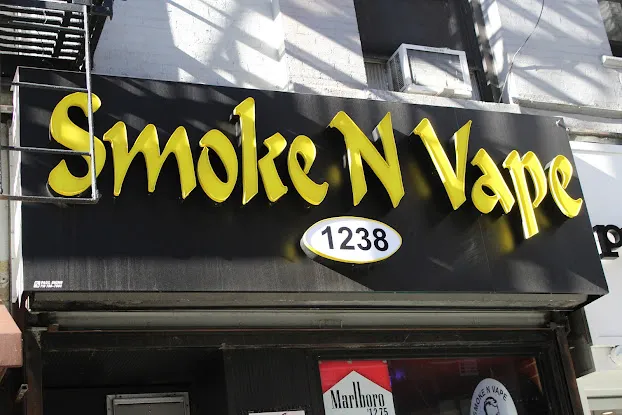 Smoke N Vape
1238
Marlboro
SMOKE N VAPE